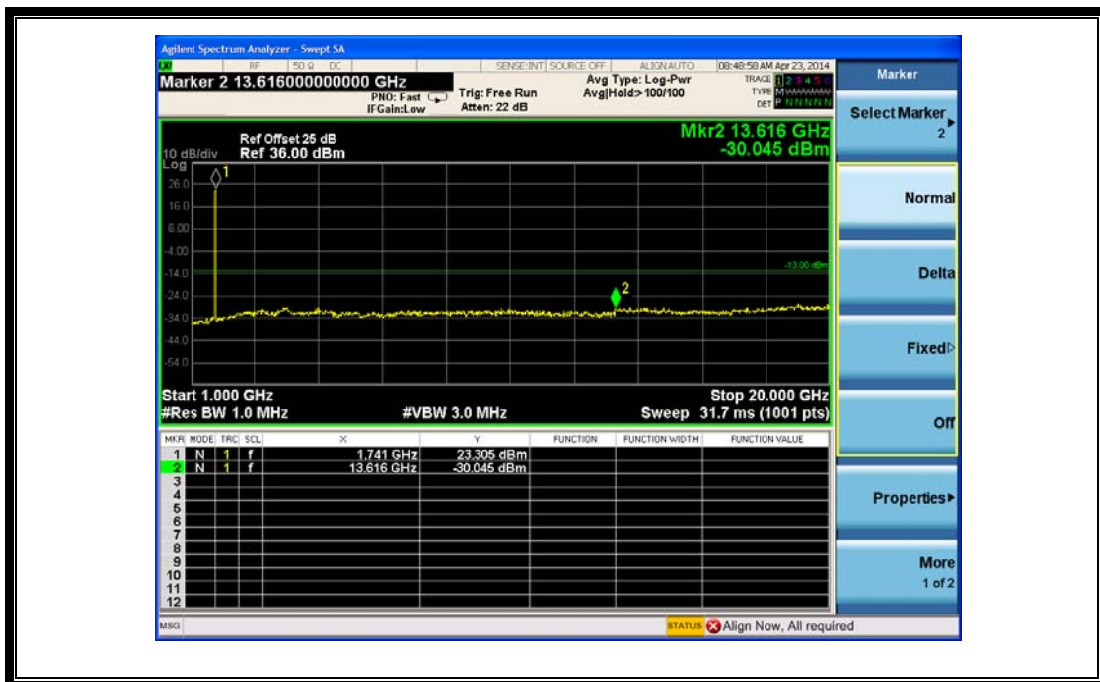 Agilent Spectrum Analyzer - Swept SA
RF 50 Ω DC SENSE:INT SOURCE OFF ALIGN AUTO 08:48:58 AM Apr 23, 2014
Marker 2 13.616000000000 GHz
PNO: Fast
IFGain:Low
Trig: Free Run
Atten: 22 dB
Avg Type: Log-Pwr
Avg|Hold:> 100/100
TRACE 1 2 3 4 5 6
TYPE M
DET P N N N N N
Mkr2 13.616 GHz
-30.045 dBm
Ref Offset 25 dB
10 dB/div Ref 36.00 dBm
Log
1
26.0
16.0
6.00
-4.00
-13.00 dBm
-14.0
2
-24.0
-34.0
-44.0
-54.0
Start 1.000 GHz Stop 20.000 GHz
#Res BW 1.0 MHz #VBW 3.0 MHz Sweep 31.7 ms (1001 pts)
MKR MODE TRC SCL X Y FUNCTION FUNCTION WIDTH FUNCTION VALUE
1 N 1 f 1.741 GHz 23.305 dBm
2 N 1 f 13.616 GHz -30.045 dBm
3
4
5
6
7
8
9
10
11
12
MSG STATUS Align Now, All required
Marker
Select Marker
2
Normal
Delta
Fixed
Off
Properties
More
1 of 2